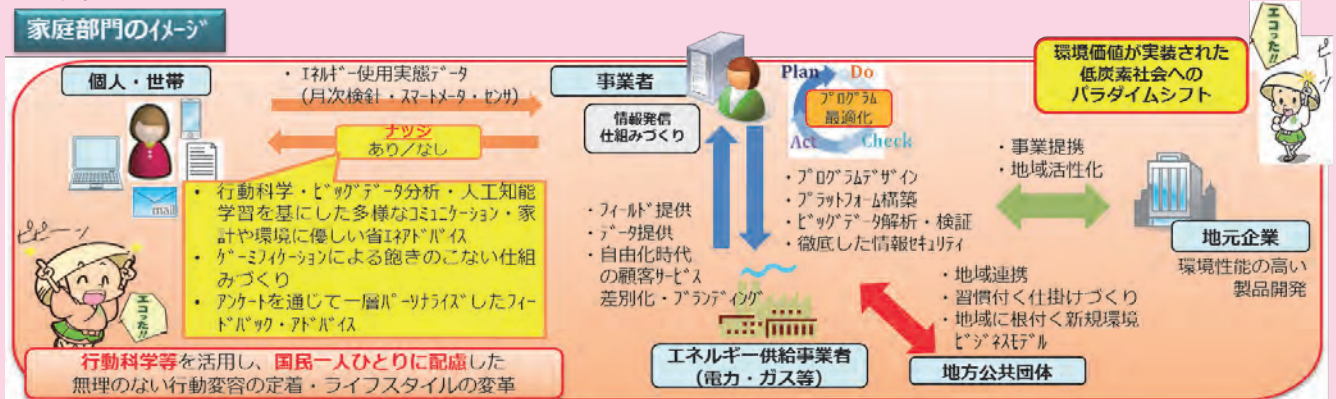 家庭部門のｲﾒｰｼﾞ
個人・世帯
・ ｴﾈﾙｷﾞｰ使用実態ﾃﾞｰﾀ
(月次検針・ｽﾏｰﾄﾒｰﾀ・ｾﾝｻ)
ナッジ
あり／なし
mail
• 行動科学・ﾋﾞｯｸﾞﾃﾞｰﾀ分析・人工知能
学習を基にした多様なｺﾐｭﾆｹｰｼｮﾝ・家
計や環境に優しい省ｴﾈｱﾄﾞﾊﾞｲｽ
• ｹﾞｰﾐﾌｨｹｰｼｮﾝによる飽きのこない仕組
みづくり
• ｱﾝｹｰﾄを通じて一層ﾊﾟｰｿﾅﾗｲｽﾞしたﾌｨｰ
ﾄﾞﾊﾞｯｸ・ｱﾄﾞﾊﾞｲｽ
ピピーッ
エコった!!
行動科学等を活用し、国民一人ひとりに配慮した
無理のない行動変容の定着・ライフスタイルの変革
事業者
情報発信
仕組みづくり
Plan Do
ﾌﾟﾛｸﾞﾗﾑ
最適化
Act Check
・ﾌﾟﾛｸﾞﾗﾑﾃﾞｻﾞｲﾝ
・ﾌﾟﾗｯﾄﾌｫｰﾑ構築
・ﾋﾞｯｸﾞﾃﾞｰﾀ解析・検証
・徹底した情報ｾｷｭﾘﾃｨ
・ﾌｨｰﾙﾄﾞ提供
・ﾃﾞｰﾀ提供
・自由化時代
の顧客ｻｰﾋﾞｽ
差別化・ﾌﾞﾗﾝﾃﾞｨﾝｸﾞ
エネルギー供給事業者
(電力・ガス等)
・地域連携
・習慣付く仕掛けづくり
・地域に根付く新規環境
ﾋﾞｼﾞﾈｽﾓﾃﾞﾙ
地方公共団体
・事業提携
・地域活性化
地元企業
環境性能の高い
製品開発
環境価値が実装された
低炭素社会への
パラダイムシフト
エコった!!
ピーッ